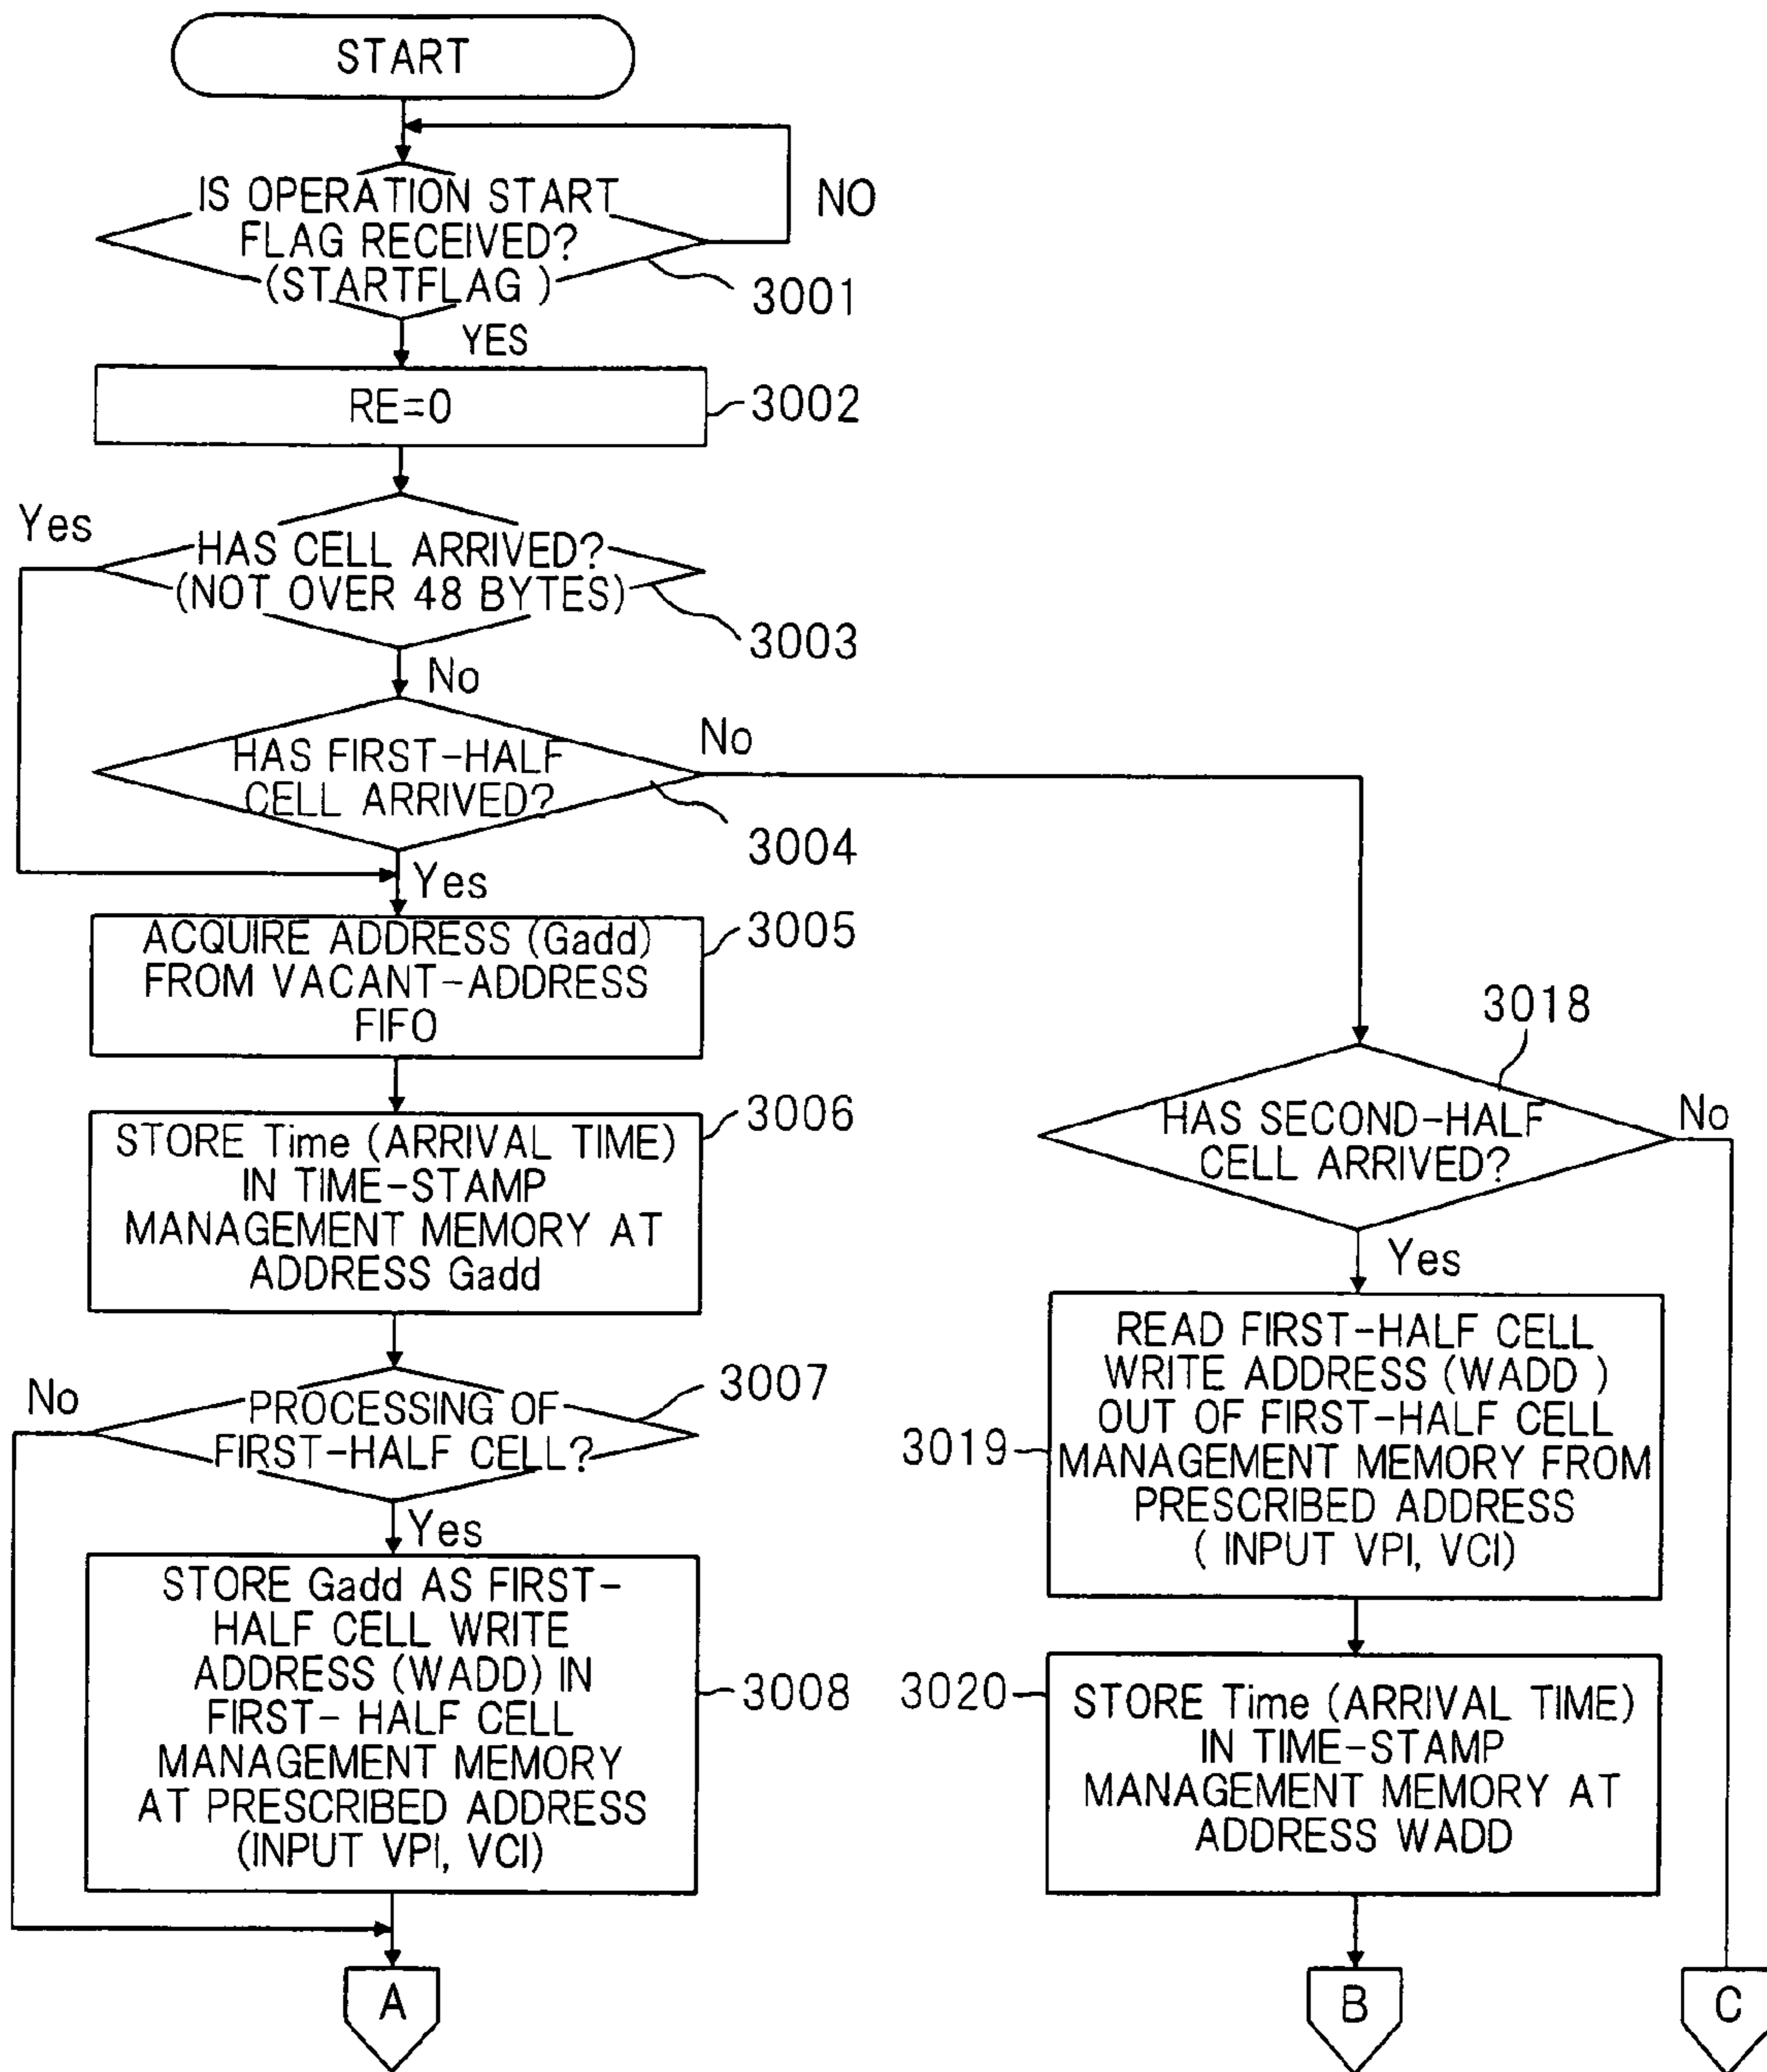 START
IS OPERATION START
FLAG RECEIVED?
(STARTFLAG )
NO
3001
YES
RE=0
3002
Yes
HAS CELL ARRIVED?
(NOT OVER 48 BYTES)
3003
No
HAS FIRST-HALF
CELL ARRIVED?
No
3004
Yes
ACQUIRE ADDRESS (Gadd)
FROM VACANT-ADDRESS
FIFO
3005
STORE Time (ARRIVAL TIME)
IN TIME-STAMP
MANAGEMENT MEMORY AT
ADDRESS Gadd
3006
No
PROCESSING OF
FIRST-HALF CELL?
3007
Yes
STORE Gadd AS FIRST-
HALF CELL WRITE
ADDRESS (WADD) IN
FIRST- HALF CELL
MANAGEMENT MEMORY
AT PRESCRIBED ADDRESS
(INPUT VPI, VCI)
3008
A
3018
HAS SECOND-HALF
CELL ARRIVED?
No
Yes
READ FIRST-HALF CELL
WRITE ADDRESS (WADD )
OUT OF FIRST-HALF CELL
MANAGEMENT MEMORY FROM
PRESCRIBED ADDRESS
( INPUT VPI, VCI)
3019
3020
STORE Time (ARRIVAL TIME)
IN TIME-STAMP
MANAGEMENT MEMORY AT
ADDRESS WADD
B
C